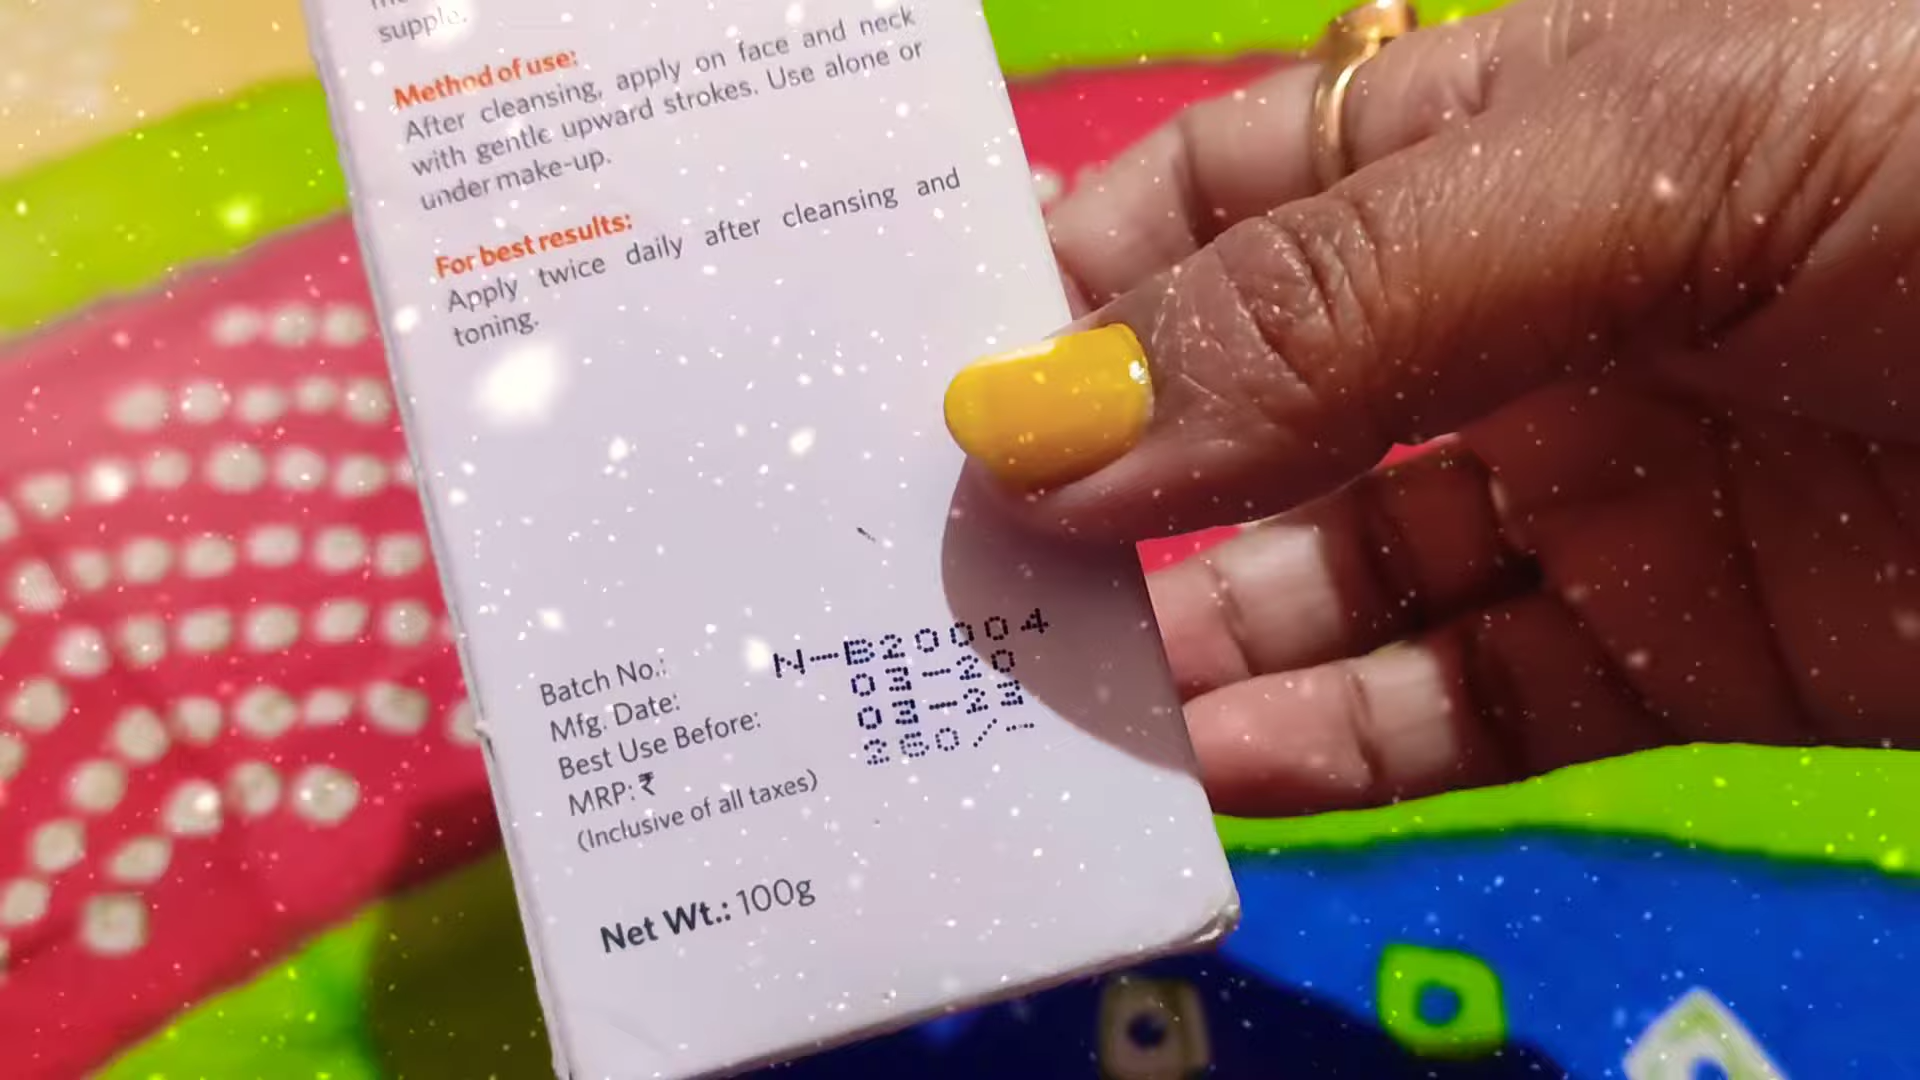 supple.
Method of use:
After cleansing, apply on face and neck
with gentle upward strokes. Use alone or
under make-up.
For best results:
Apply twice daily after cleansing and
toning.
Batch No.: N-B20004
Mfg. Date: 03-20
Best Use Before: 03-23
MRP: ₹ 260/-
(Inclusive of all taxes)
Net Wt.: 100g